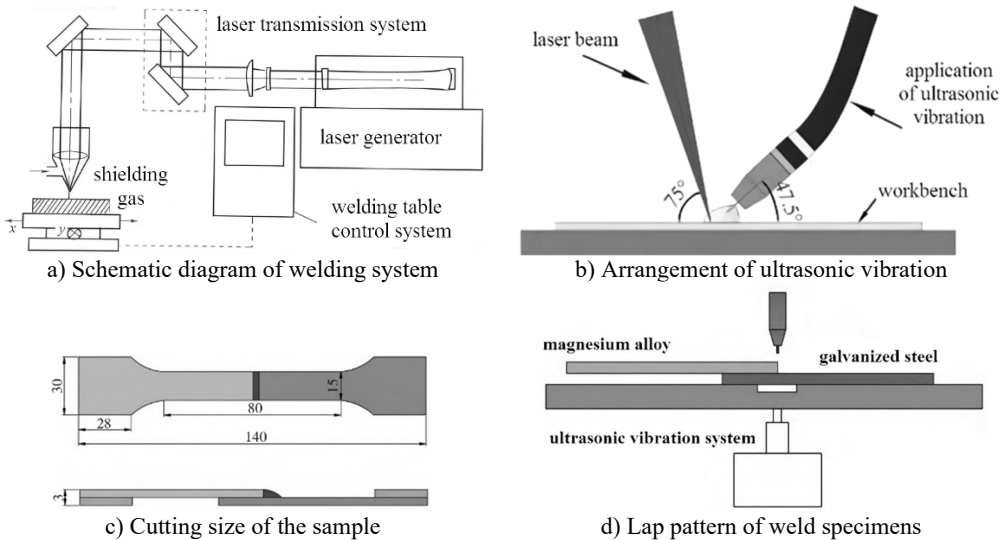 laser transmission system
laser generator
shielding
gas
welding table
control system
x
y
a) Schematic diagram of welding system
laser beam
application
of ultrasonic
vibration
workbench
75°
47.5°
b) Arrangement of ultrasonic vibration
30
15
80
28
140
3
c) Cutting size of the sample
magnesium alloy
galvanized steel
ultrasonic vibration system
d) Lap pattern of weld specimens